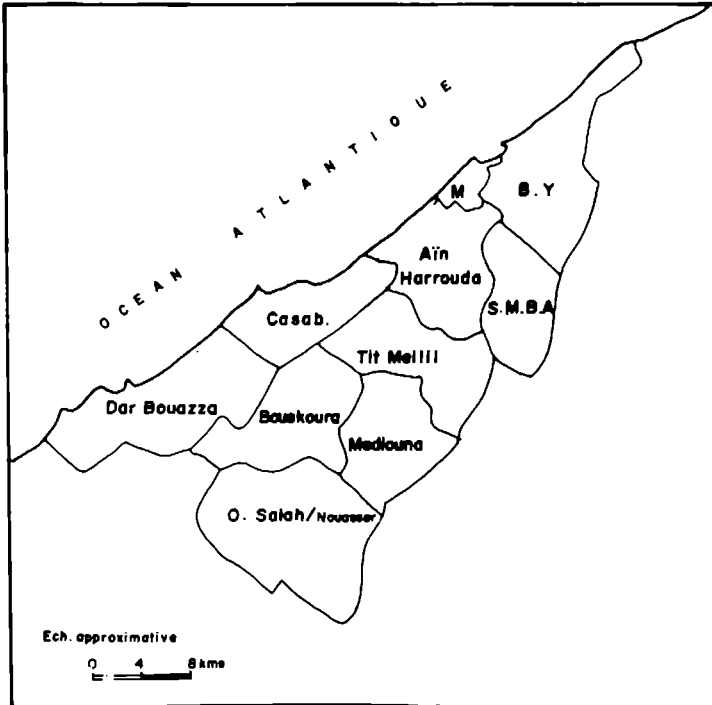 OCEAN ATLANTIQUE
M
B.Y
Aïn
Harrouda
S.M.B.A
Casab.
Tit Mellil
Dar Bouazza
Bouskoura
Mediouna
O. Salah/Nouasser
Ech. approximative
0 4 8 kms